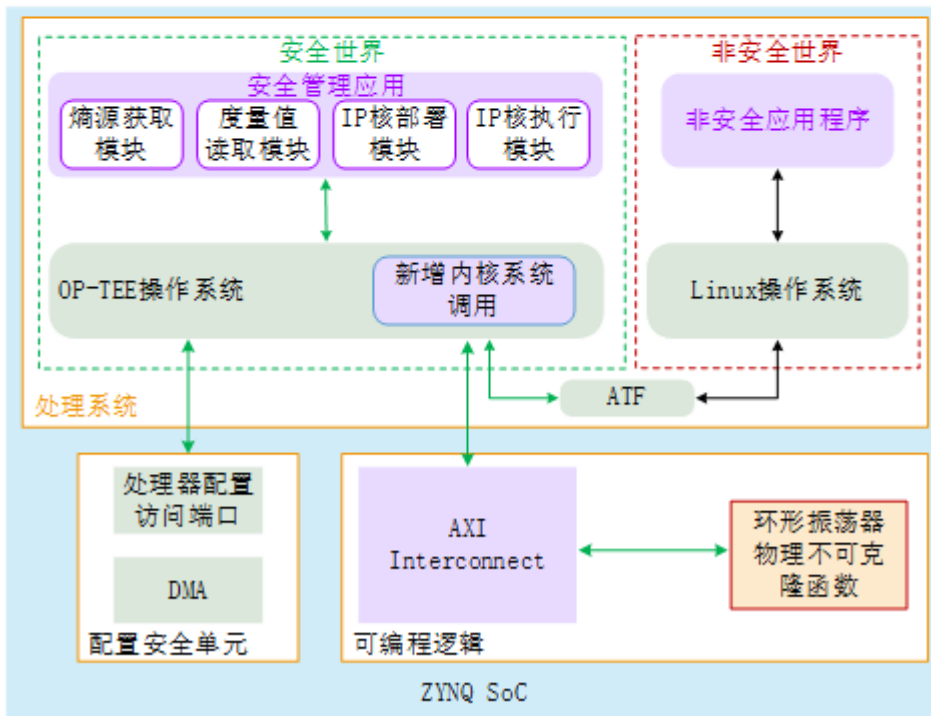 安全世界
安全管理应用
熵源获取
模块
度量值
读取模块
IP核部署
模块
IP核执行
模块
非安全世界
非安全应用程序
OP-TEE操作系统
新增内核系统
调用
Linux操作系统
ATF
处理系统
处理器配置
访问端口
DMA
配置安全单元
AXI
Interconnect
环形振荡器
物理不可克
隆函数
可编程逻辑
ZYNQ SoC